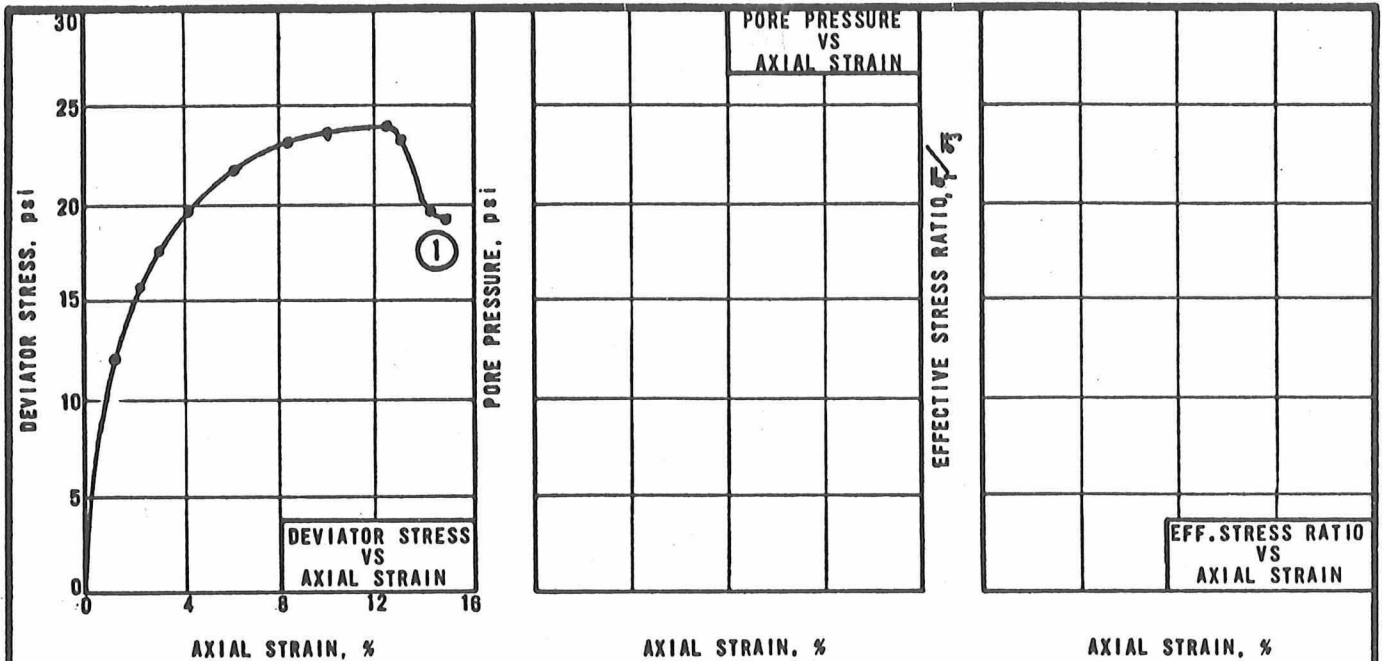 30
25
20
15
10
5
0
DEVIATOR STRESS, psi
①
DEVIATOR STRESS
VS
AXIAL STRAIN
0 4 8 12 16
AXIAL STRAIN, %
PORE PRESSURE, psi
PORE PRESSURE
VS
AXIAL STRAIN
AXIAL STRAIN, %
EFFECTIVE STRESS RATIO, σ̅₁/σ̅₃
EFF.STRESS RATIO
VS
AXIAL STRAIN
AXIAL STRAIN, %